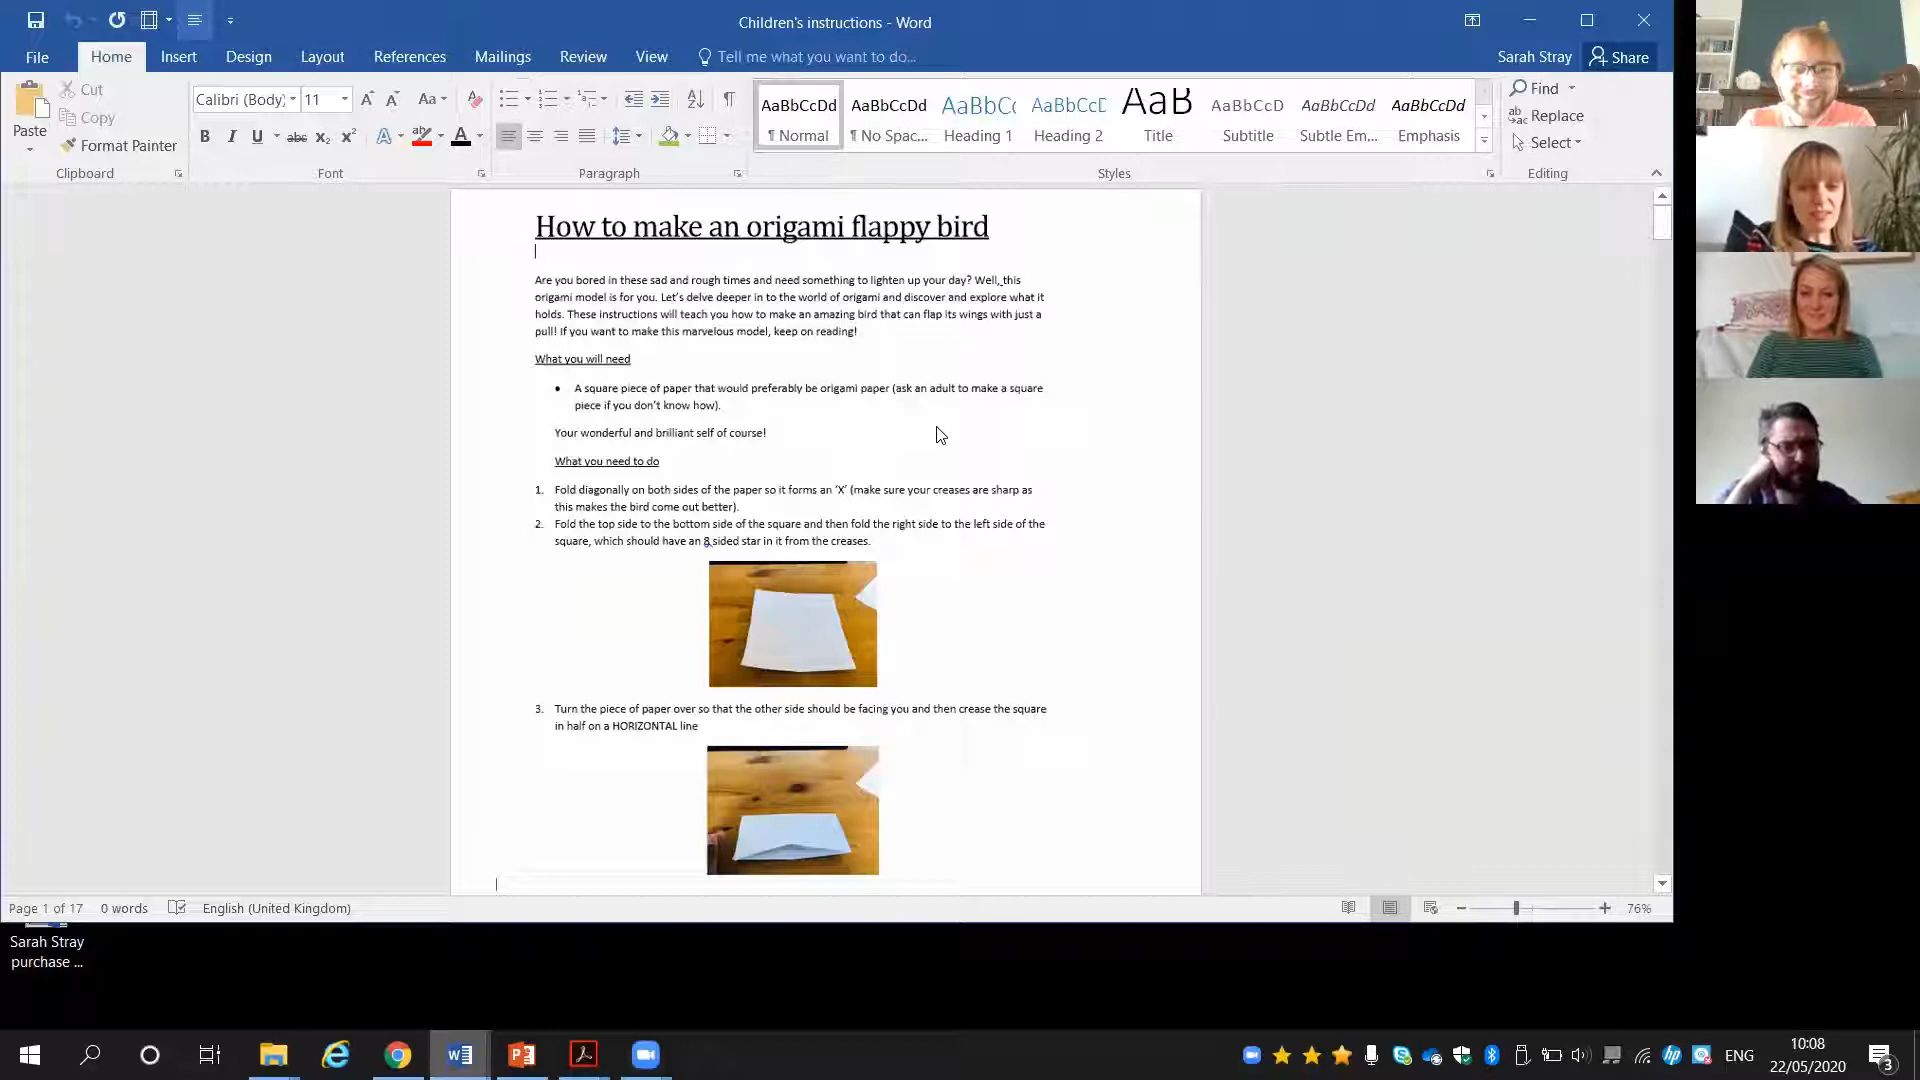 Children's instructions - Word
File
Home
Insert
Design
Layout
References
Mailings
Review
View
Tell me what you want to do...
Sarah Stray
Share
Paste
Cut
Copy
Format Painter
Clipboard
Calibri (Body)
11
Aa
B I U abc x₂ x²
A A
Font
Paragraph
AaBbCcDd
¶ Normal
AaBbCcDd
¶ No Spac...
AaBbCc
Heading 1
AaBbCcD
Heading 2
AaB
Title
AaBbCcD
Subtitle
AaBbCcDd
Subtle Em...
AaBbCcDd
Emphasis
Styles
Find
Replace
Select
Editing
How to make an origami flappy bird
Are you bored in these sad and rough times and need something to lighten up your day? Well, this
origami model is for you. Let's delve deeper in to the world of origami and discover and explore what it
holds. These instructions will teach you how to make an amazing bird that can flap its wings with just a
pull! If you want to make this marvelous model, keep on reading!
What you will need
• A square piece of paper that would preferably be origami paper (ask an adult to make a square
piece if you don't know how).
Your wonderful and brilliant self of course!
What you need to do
1. Fold diagonally on both sides of the paper so it forms an 'X' (make sure your creases are sharp as
this makes the bird come out better).
2. Fold the top side to the bottom side of the square and then fold the right side to the left side of the
square, which should have an 8 sided star in it from the creases.
3. Turn the piece of paper over so that the other side should be facing you and then crease the square
in half on a HORIZONTAL line
Page 1 of 17
0 words
English (United Kingdom)
76%
Sarah Stray
purchase ...
ENG
10:08
22/05/2020
3